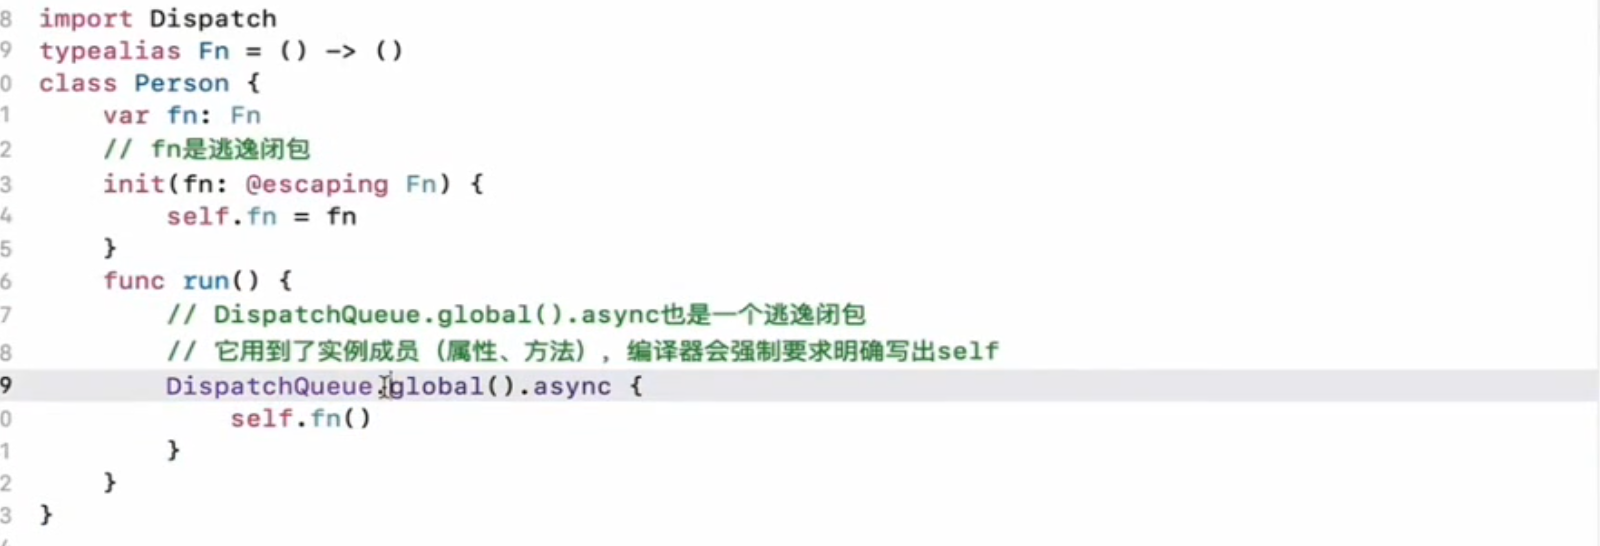 8 import Dispatch
9 typealias Fn = () -> ()
0 class Person {
1 var fn: Fn
2 // fn是逃逸闭包
3 init(fn: @escaping Fn) {
4 self.fn = fn
5 }
6 func run() {
7 // DispatchQueue.global().async也是一个逃逸闭包
8 // 它用到了实例成员（属性、方法），编译器会强制要求明确写出self
9 DispatchQueue.global().async {
0 self.fn()
1 }
2 }
3 }